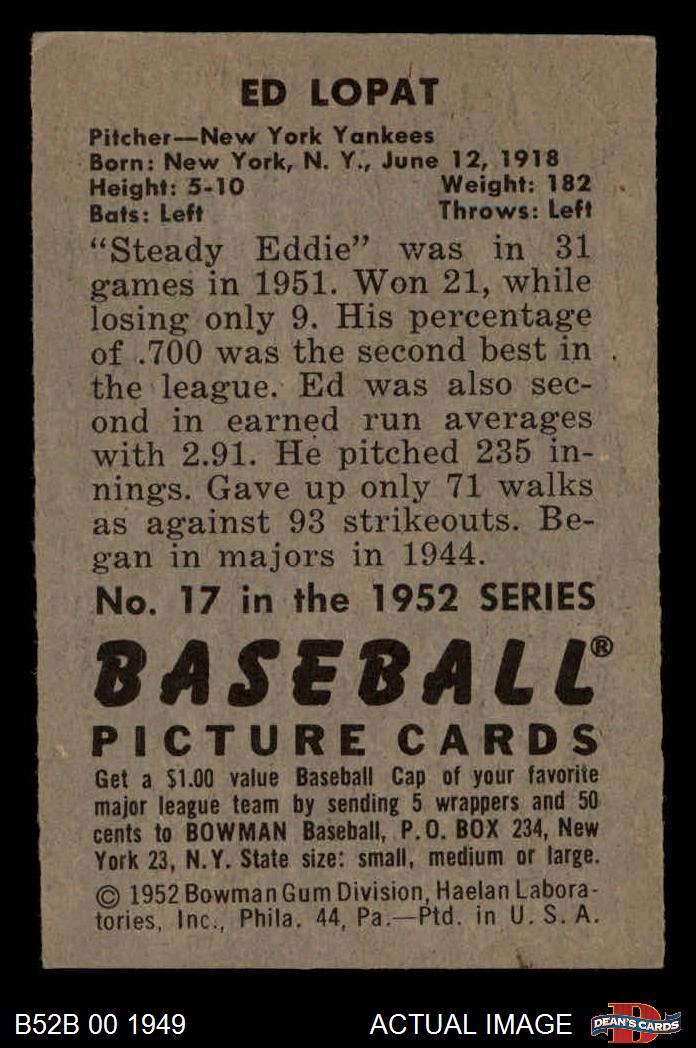 ED LOPAT
Pitcher—New York Yankees
Born: New York, N. Y., June 12, 1918
Height: 5-10 Weight: 182
Bats: Left Throws: Left
"Steady Eddie" was in 31
games in 1951. Won 21, while
losing only 9. His percentage
of .700 was the second best in
the league. Ed was also sec-
ond in earned run averages
with 2.91. He pitched 235 in-
nings. Gave up only 71 walks
as against 93 strikeouts. Be-
gan in majors in 1944.
No. 17 in the 1952 SERIES
BASEBALL®
PICTURE CARDS
Get a $1.00 value Baseball Cap of your favorite
major league team by sending 5 wrappers and 50
cents to BOWMAN Baseball, P.O. BOX 234, New
York 23, N.Y. State size: small, medium or large.
© 1952 Bowman Gum Division, Haelan Labora-
tories, Inc., Phila. 44, Pa.—Ptd. in U. S. A.
B52B 00 1949 ACTUAL IMAGE D DEAN'S CARDS